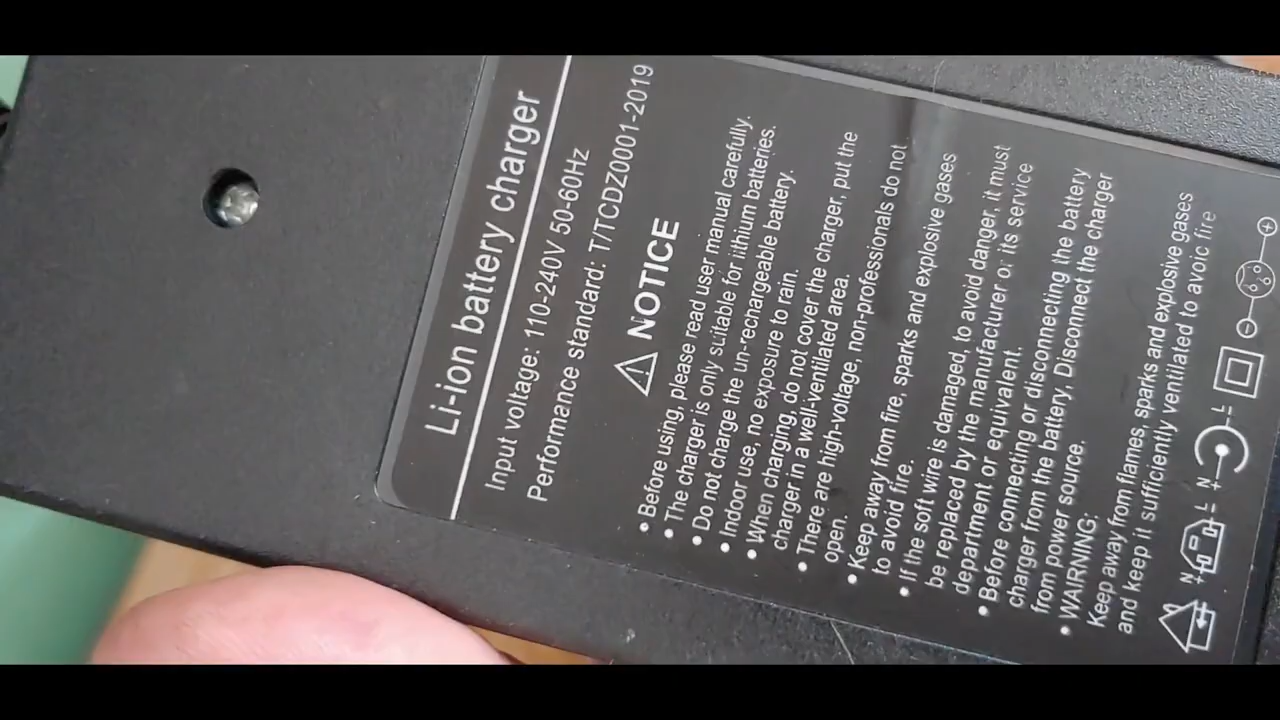 Li-ion battery charger
Input voltage: 110-240V 50-60Hz
Performance standard: T/TCDZ0001-2019
NOTICE
• Before using, please read user manual carefully.
• The charger is only suitable for lithium batteries.
• Do not charge the un-rechargeable battery.
• Indoor use, no exposure to rain.
• When charging, do not cover the charger, put the
charger in a well-ventilated area.
• There are high-voltage, non-professionals do not
open.
• Keep away from fire, sparks and explosive gases
to avoid fire.
• If the soft wire is damaged, to avoid danger, it must
be replaced by the manufacturer or its service
department or equivalent.
• Before connecting or disconnecting the battery
charger from the battery, Disconnect the charger
from power source.
• WAIRNING:
Keep away from flames, sparks and explosive gases
and keep it sufficiently ventilated to avoic fire
N L N L